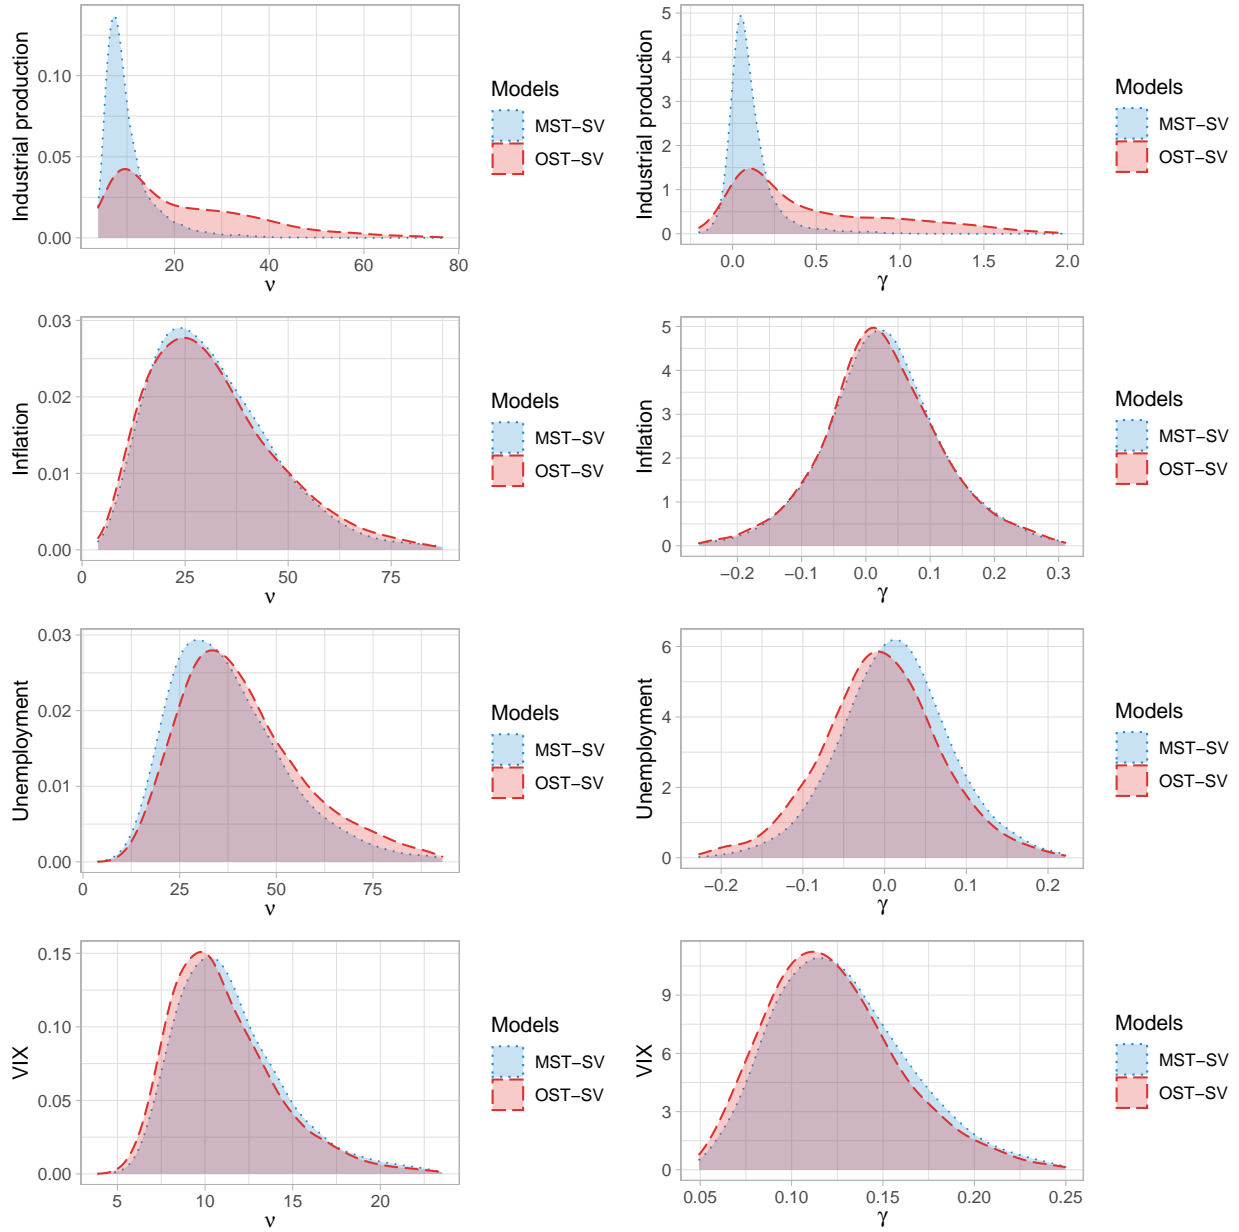 Industrial production
0.10
0.05
0.00
20 40 60 80
ν
Models
MST−SV
OST−SV
Industrial production
5
4
3
2
1
0
0.0 0.5 1.0 1.5 2.0
γ
Models
MST−SV
OST−SV
Inflation
0.03
0.02
0.01
0.00
0 25 50 75
ν
Models
MST−SV
OST−SV
Inflation
5
4
3
2
1
0
−0.2 −0.1 0.0 0.1 0.2 0.3
γ
Models
MST−SV
OST−SV
Unemployment
0.03
0.02
0.01
0.00
0 25 50 75
ν
Models
MST−SV
OST−SV
Unemployment
6
4
2
0
−0.2 −0.1 0.0 0.1 0.2
γ
Models
MST−SV
OST−SV
VIX
0.15
0.10
0.05
0.00
5 10 15 20
ν
Models
MST−SV
OST−SV
VIX
9
6
3
0
0.05 0.10 0.15 0.20 0.25
γ
Models
MST−SV
OST−SV